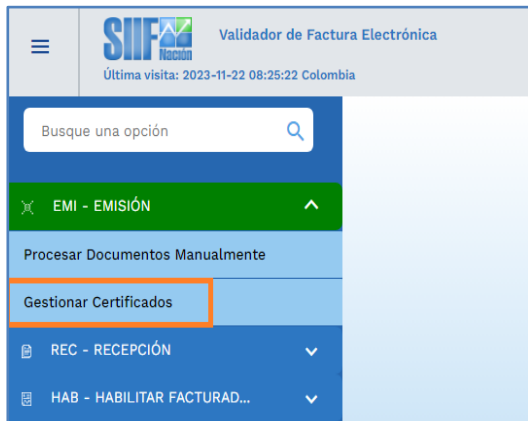 SIIF
Nación
Validador de Factura Electrónica
Última visita: 2023-11-22 08:25:22 Colombia
Busque una opción
EMI - EMISIÓN
Procesar Documentos Manualmente
Gestionar Certificados
REC - RECEPCIÓN
HAB - HABILITAR FACTURAD...